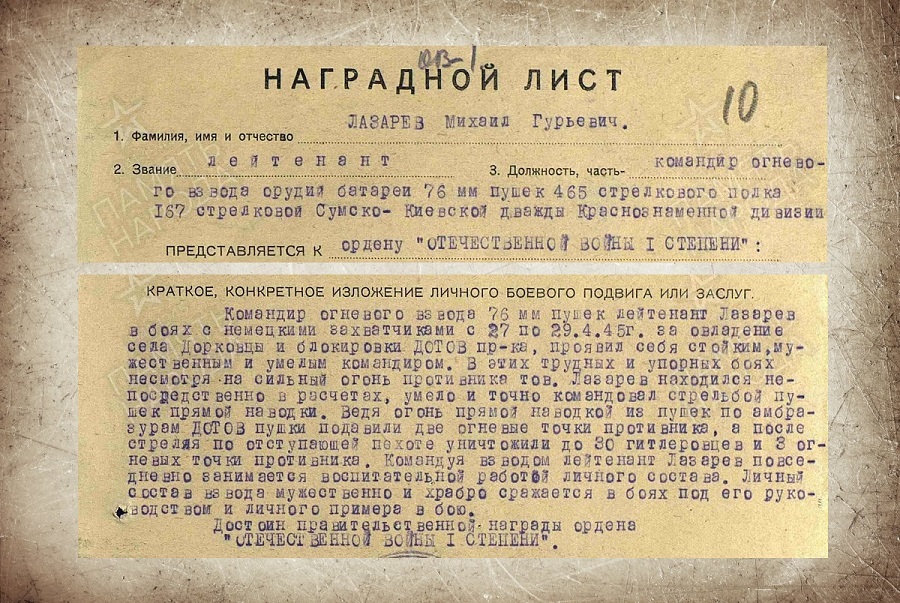 ОВ-1
НАГРАДНОЙ ЛИСТ
10
1. Фамилия, имя и отчество ЛАЗАРЕВ Михаил Гурьевич.
2. Звание лейтенант 3. Должность, часть- командир огнево-
го взвода орудий батареи 76 мм пушек 465 стрелкового полка
167 стрелковой Сумско- Киевской дважды Краснознаменной дивизии
ПРЕДСТАВЛЯЕТСЯ К ордену "ОТЕЧЕСТВЕННОЙ ВОЙНЫ I СТЕПЕНИ":
КРАТКОЕ, КОНКРЕТНОЕ ИЗЛОЖЕНИЕ ЛИЧНОГО БОЕВОГО ПОДВИГА ИЛИ ЗАСЛУГ.
Командир огневого взвода 76 мм пушек лейтенант Лазарев
в боях с немецкими захватчиками с 27 по 29.4.45г. за овладение
села Дорковцы и блокировки ДОТОВ пр-ка, проявил себя стойким,му-
жественным и умелым командиром. В этих трудных и упорных боях
несмотря на сильный огонь противника тов. Лазарев находился не-
посредственно в расчетах, умело и точно командовал стрельбой пу-
шек прямой наводки. Ведя огонь прямой наводкой из пушек по амбра-
зурам ДОТОВ пушки подавили две огневые точки противника, а после
стреляя по отступающей пехоте уничтожили до 30 гитлеровцев и 3 ог-
невых точки противника. Командуя взводом лейтенант Лазарев повсе-
дневно занимается воспитательной работой личного состава. Личный
состав взвода мужественно и храбро сражается в боях под его руко-
водством и личного примера в бою.
Достоин правительственной награды ордена
"ОТЕЧЕСТВЕННОЙ ВОЙНЫ I СТЕПЕНИ".
ПАМЯТЬ
НАРОДА